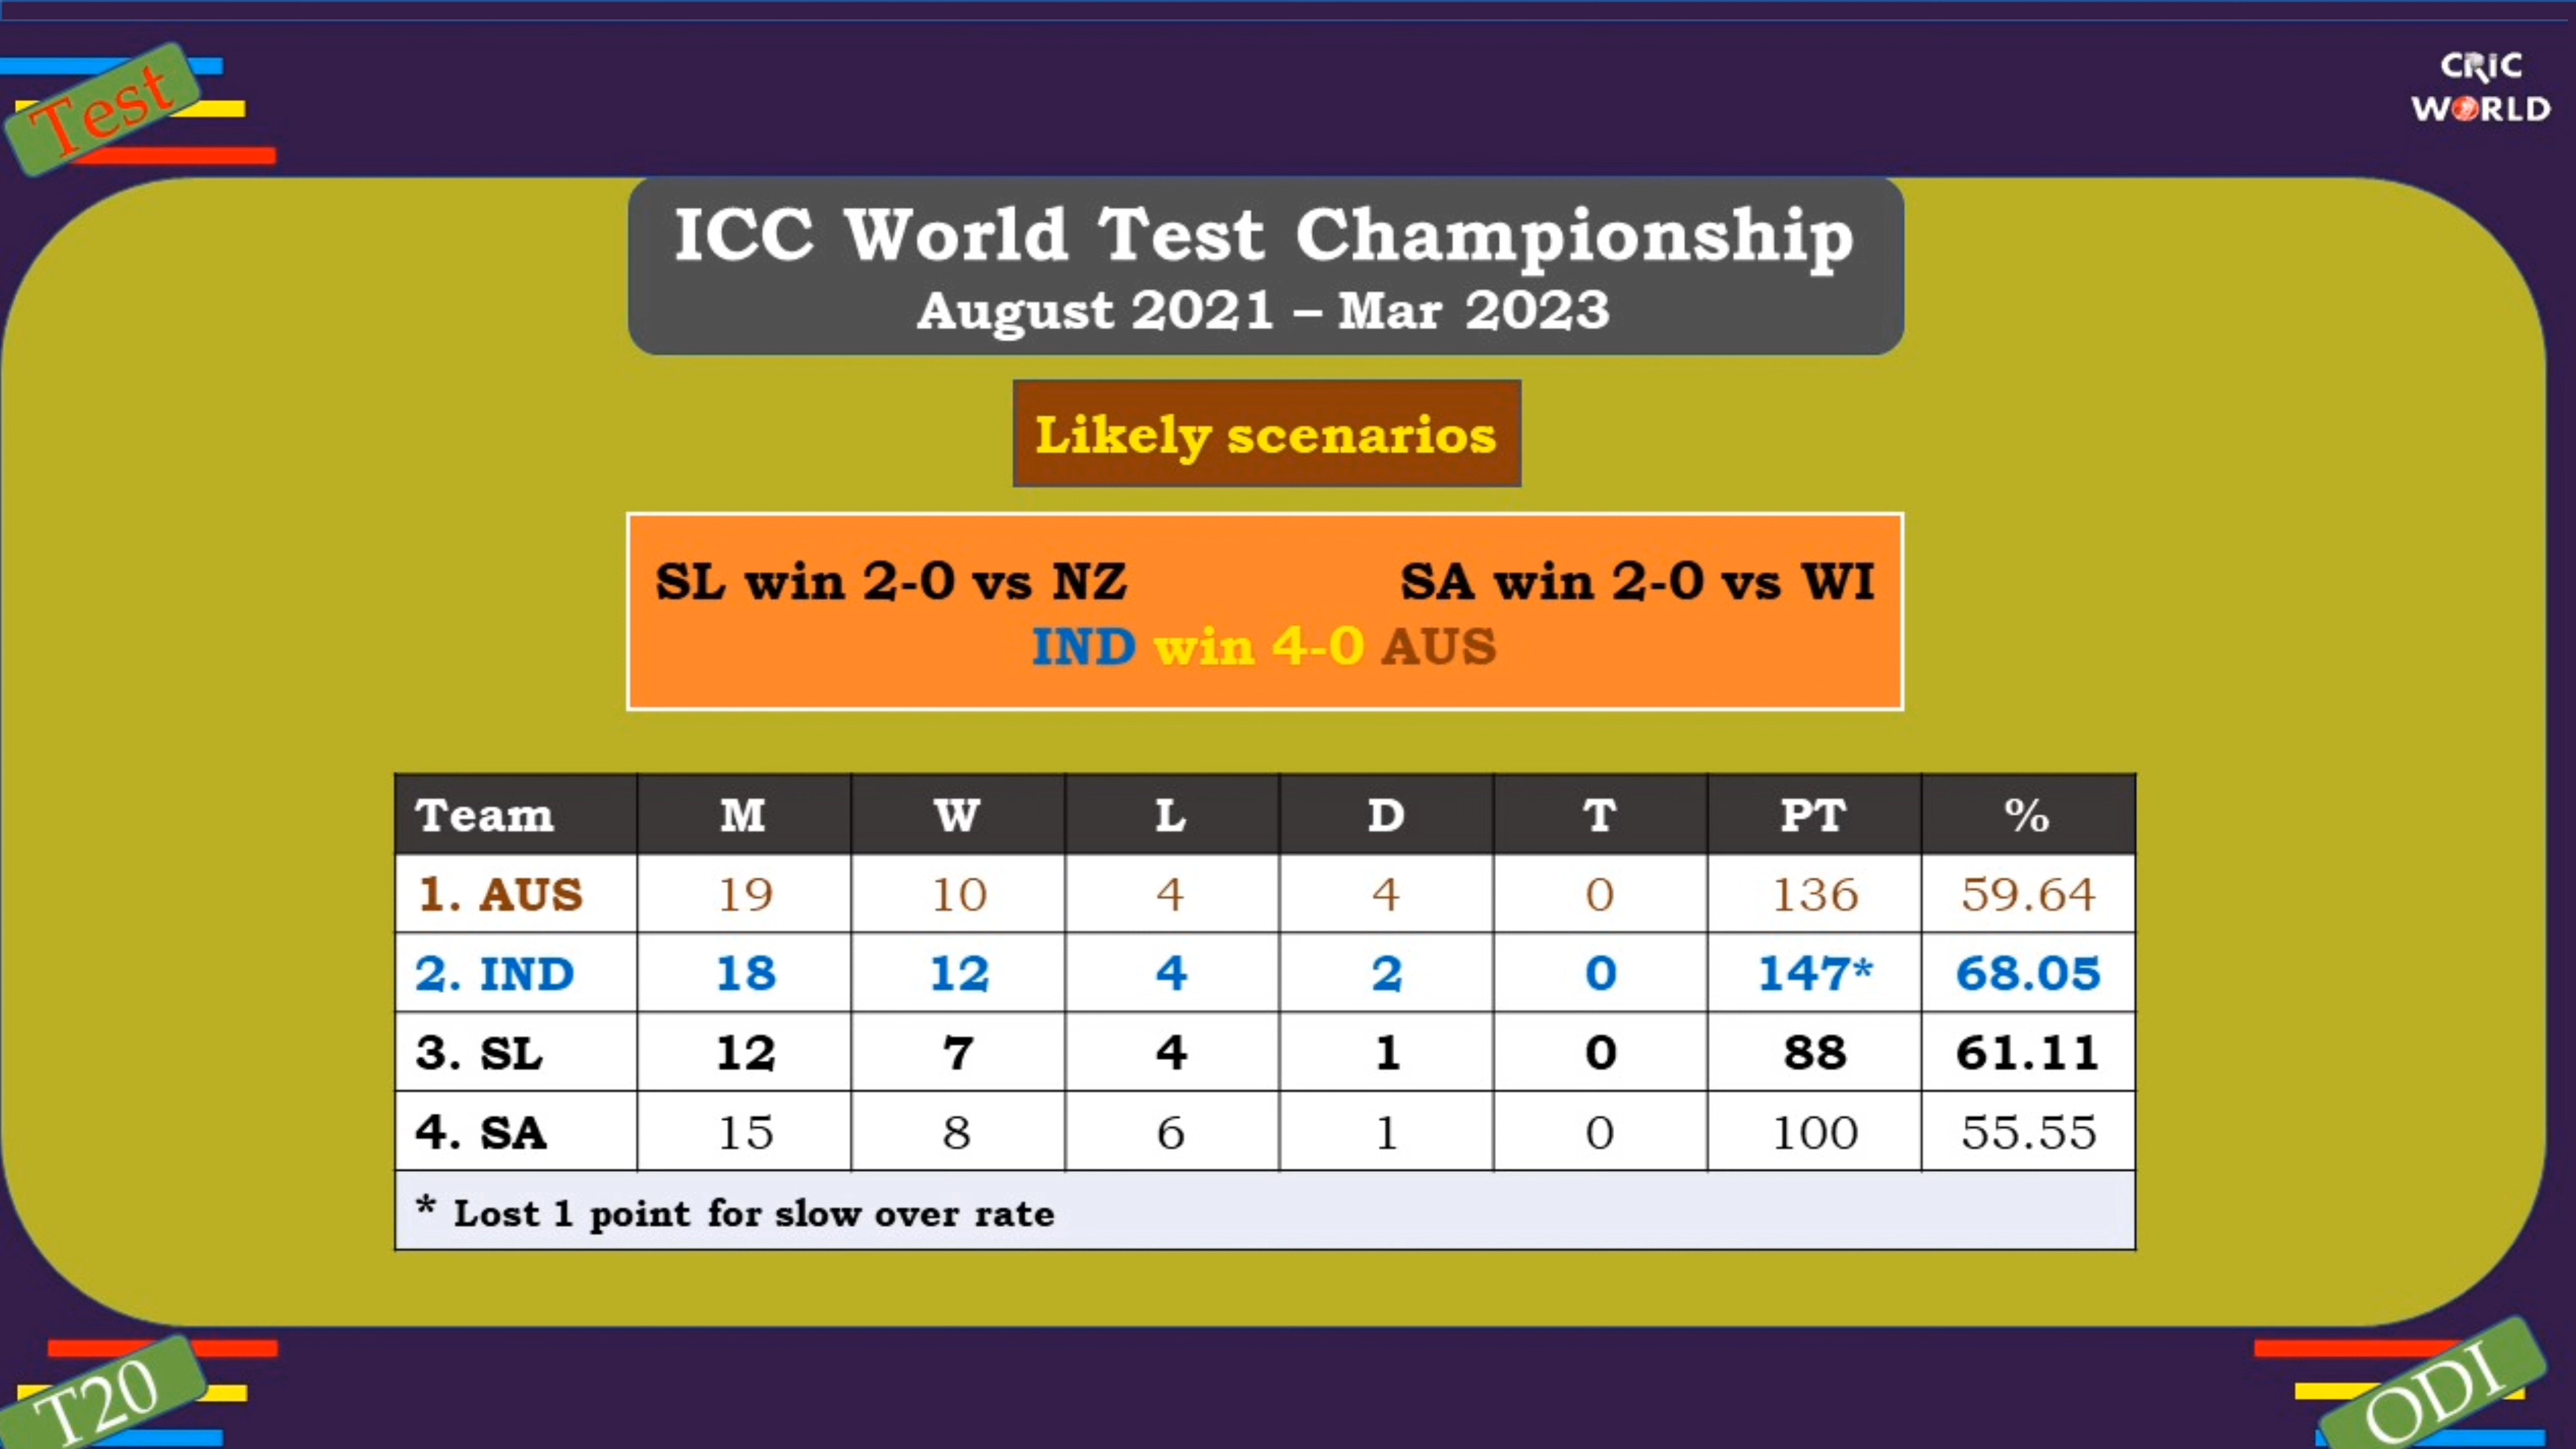 Test
CRiC
WORLD
ICC World Test Championship
August 2021 – Mar 2023
Likely scenarios
SL win 2-0 vs NZ SA win 2-0 vs WI
IND win 4-0 AUS
Team M W L D T PT %
1. AUS 19 10 4 4 0 136 59.64
2. IND 18 12 4 2 0 147* 68.05
3. SL 12 7 4 1 0 88 61.11
4. SA 15 8 6 1 0 100 55.55
* Lost 1 point for slow over rate
T20
ODI